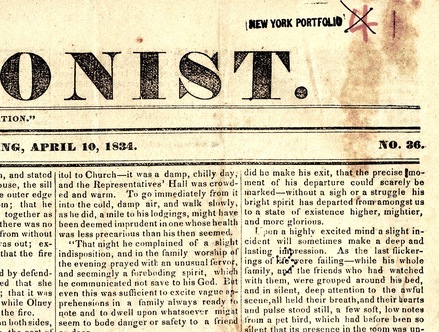 NEW YORK PORTFOLIO
4
ONIST.
TION."
NG, APRIL 10, 1834.
NO. 36.
n, and stated
ouse, the sill
e outer edge
m; that he
together as
there was no
from without
was out; ex-
that the fire
d by defend-
ed that she
; that it was
while Olney
the fire.
on both sides,
itol to Church—it was a damp, chilly day,
and the Representatives' Hall was crowd-
ed and warm. To go immediately from it
into the cold, damp air, and walk slowly,
as he did, a mile to his lodgings, might have
been deemed imprudent in one whose health
was less precarious than his then seemed.
"That night he complained of a slight
indisposition, and in the family worship of
the evening prayed with an unusual fervor,
and seemingly a foreboding spirit, which
he communicated not save to his God. But
even this was sufficient to excite vague ap-
prehensions in a family always ready to
note and to dwell upon whatsoever might
seem to bode danger or safety to a friend
did he make his exit, that the precise mo-
ment of his departure could scarcely be
marked—without a sigh or a struggle his
bright spirit has departed from amongst us
to a state of existence higher, mightier,
and more glorious.
Upon a highly excited mind a slight in-
cident will sometimes make a deep and
lasting impression. As the last flicker-
ings of life were failing—while his whole
family, and the friends who had watched
with them, were grouped around his bed,
and in silent, deep attention to the awful
scene, all held their breath, and their hearts
and pulse stood still, a few soft, low notes
from a pet bird, which had before been so
silent that its presence in the room was un-